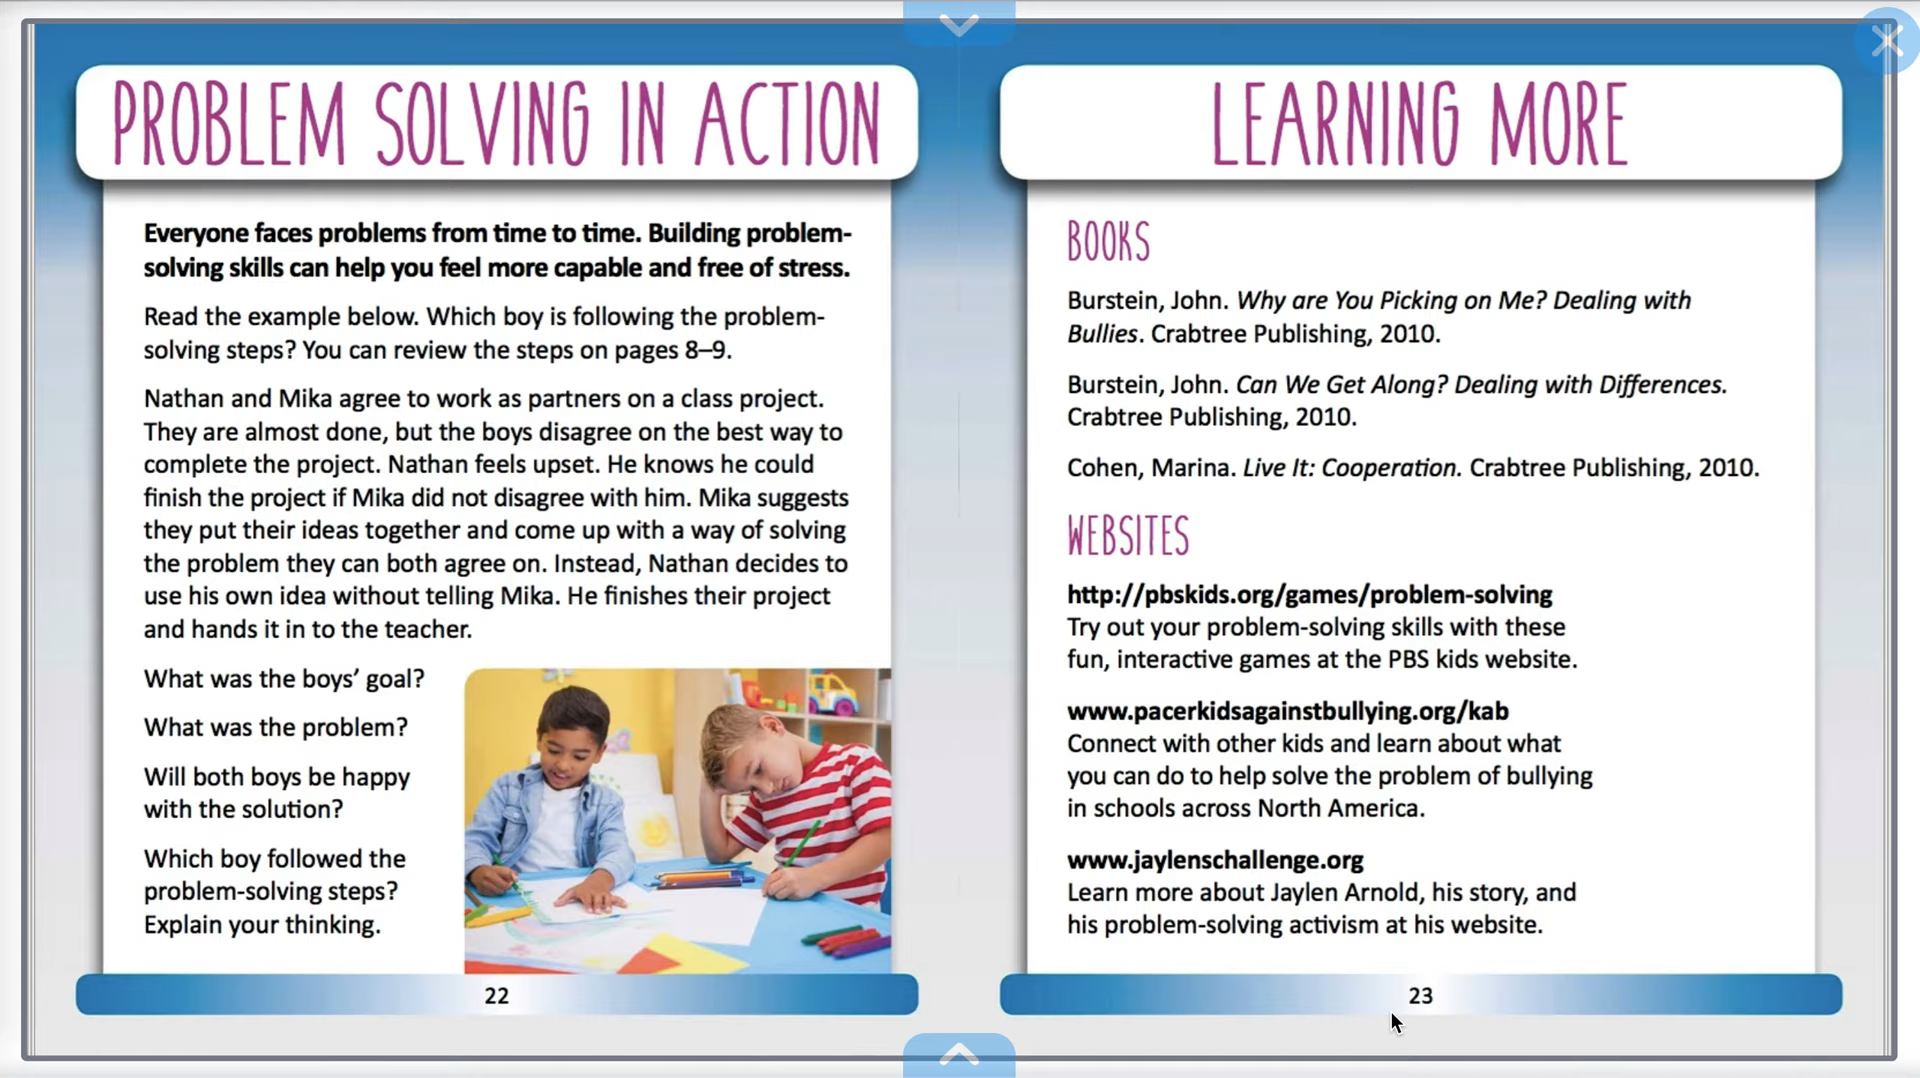 PROBLEM SOLVING IN ACTION
Everyone faces problems from time to time. Building problem-
solving skills can help you feel more capable and free of stress.
Read the example below. Which boy is following the problem-
solving steps? You can review the steps on pages 8–9.
Nathan and Mika agree to work as partners on a class project.
They are almost done, but the boys disagree on the best way to
complete the project. Nathan feels upset. He knows he could
finish the project if Mika did not disagree with him. Mika suggests
they put their ideas together and come up with a way of solving
the problem they can both agree on. Instead, Nathan decides to
use his own idea without telling Mika. He finishes their project
and hands it in to the teacher.
What was the boys’ goal?
What was the problem?
Will both boys be happy
with the solution?
Which boy followed the
problem-solving steps?
Explain your thinking.
22
LEARNING MORE
BOOKS
Burstein, John. Why are You Picking on Me? Dealing with
Bullies. Crabtree Publishing, 2010.
Burstein, John. Can We Get Along? Dealing with Differences.
Crabtree Publishing, 2010.
Cohen, Marina. Live It: Cooperation. Crabtree Publishing, 2010.
WEBSITES
http://pbskids.org/games/problem-solving
Try out your problem-solving skills with these
fun, interactive games at the PBS kids website.
www.pacerkidsagainstbullying.org/kab
Connect with other kids and learn about what
you can do to help solve the problem of bullying
in schools across North America.
www.jaylenschallenge.org
Learn more about Jaylen Arnold, his story, and
his problem-solving activism at his website.
23